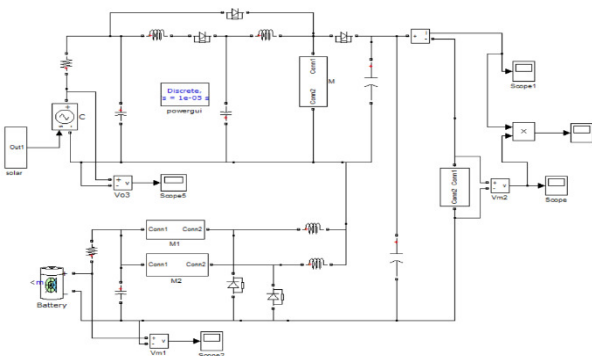 Conn1
Conn2
M
Discrete,
s = 1e-05 s
powergui
Scope1
C
Out1
solar
Vo3
Scope5
Conn2 Conn1
Vm2
Scope
Conn1 Conn2
M1
Conn1 Conn2
M2
<m
Battery
Vm1
Scope2